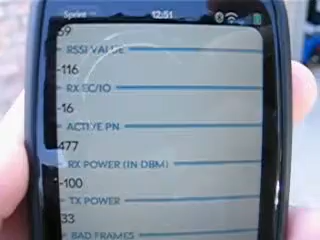 Sprint 12:51
59
RSSI VALUE
-116
RX EC/IO
-16
ACTIVE PN
477
RX POWER (IN DBM)
-100
TX POWER
33
BAD FRAMES